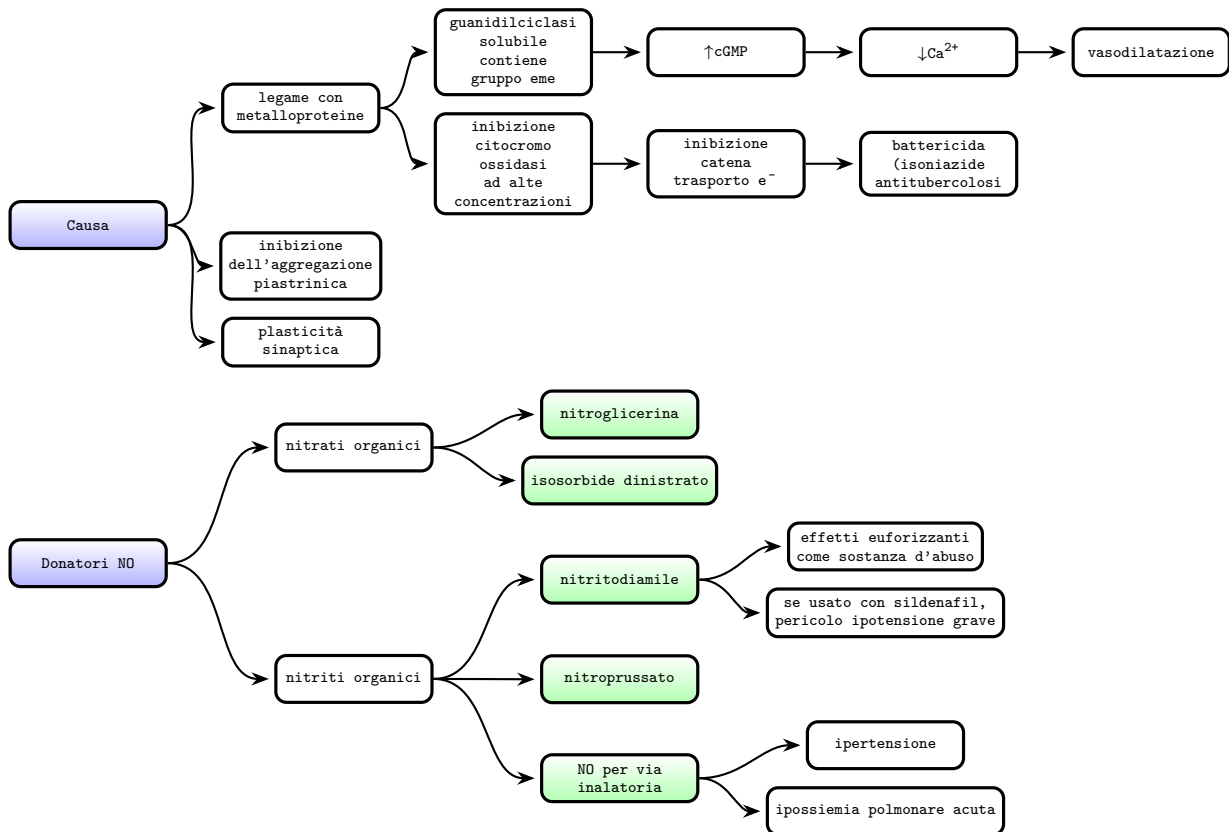 guanidilciclasi
solubile
contiene
gruppo eme
↑cGMP
↓Ca²⁺
vasodilatazione
legame con
metalloproteine
inibizione
citocromo
ossidasi
ad alte
concentrazioni
inibizione
catena
trasporto e⁻
battericida
(isoniazide
antitubercolosi
Causa
inibizione
dell'aggregazione
piastrinica
plasticità
sinaptica
nitroglicerina
nitrati organici
isosorbide dinistrato
Donatori NO
effetti euforizzanti
come sostanza d'abuso
nitritodiamile
se usato con sildenafil,
pericolo ipotensione grave
nitriti organici
nitroprussato
ipertensione
NO per via
inalatoria
ipossiemia polmonare acuta